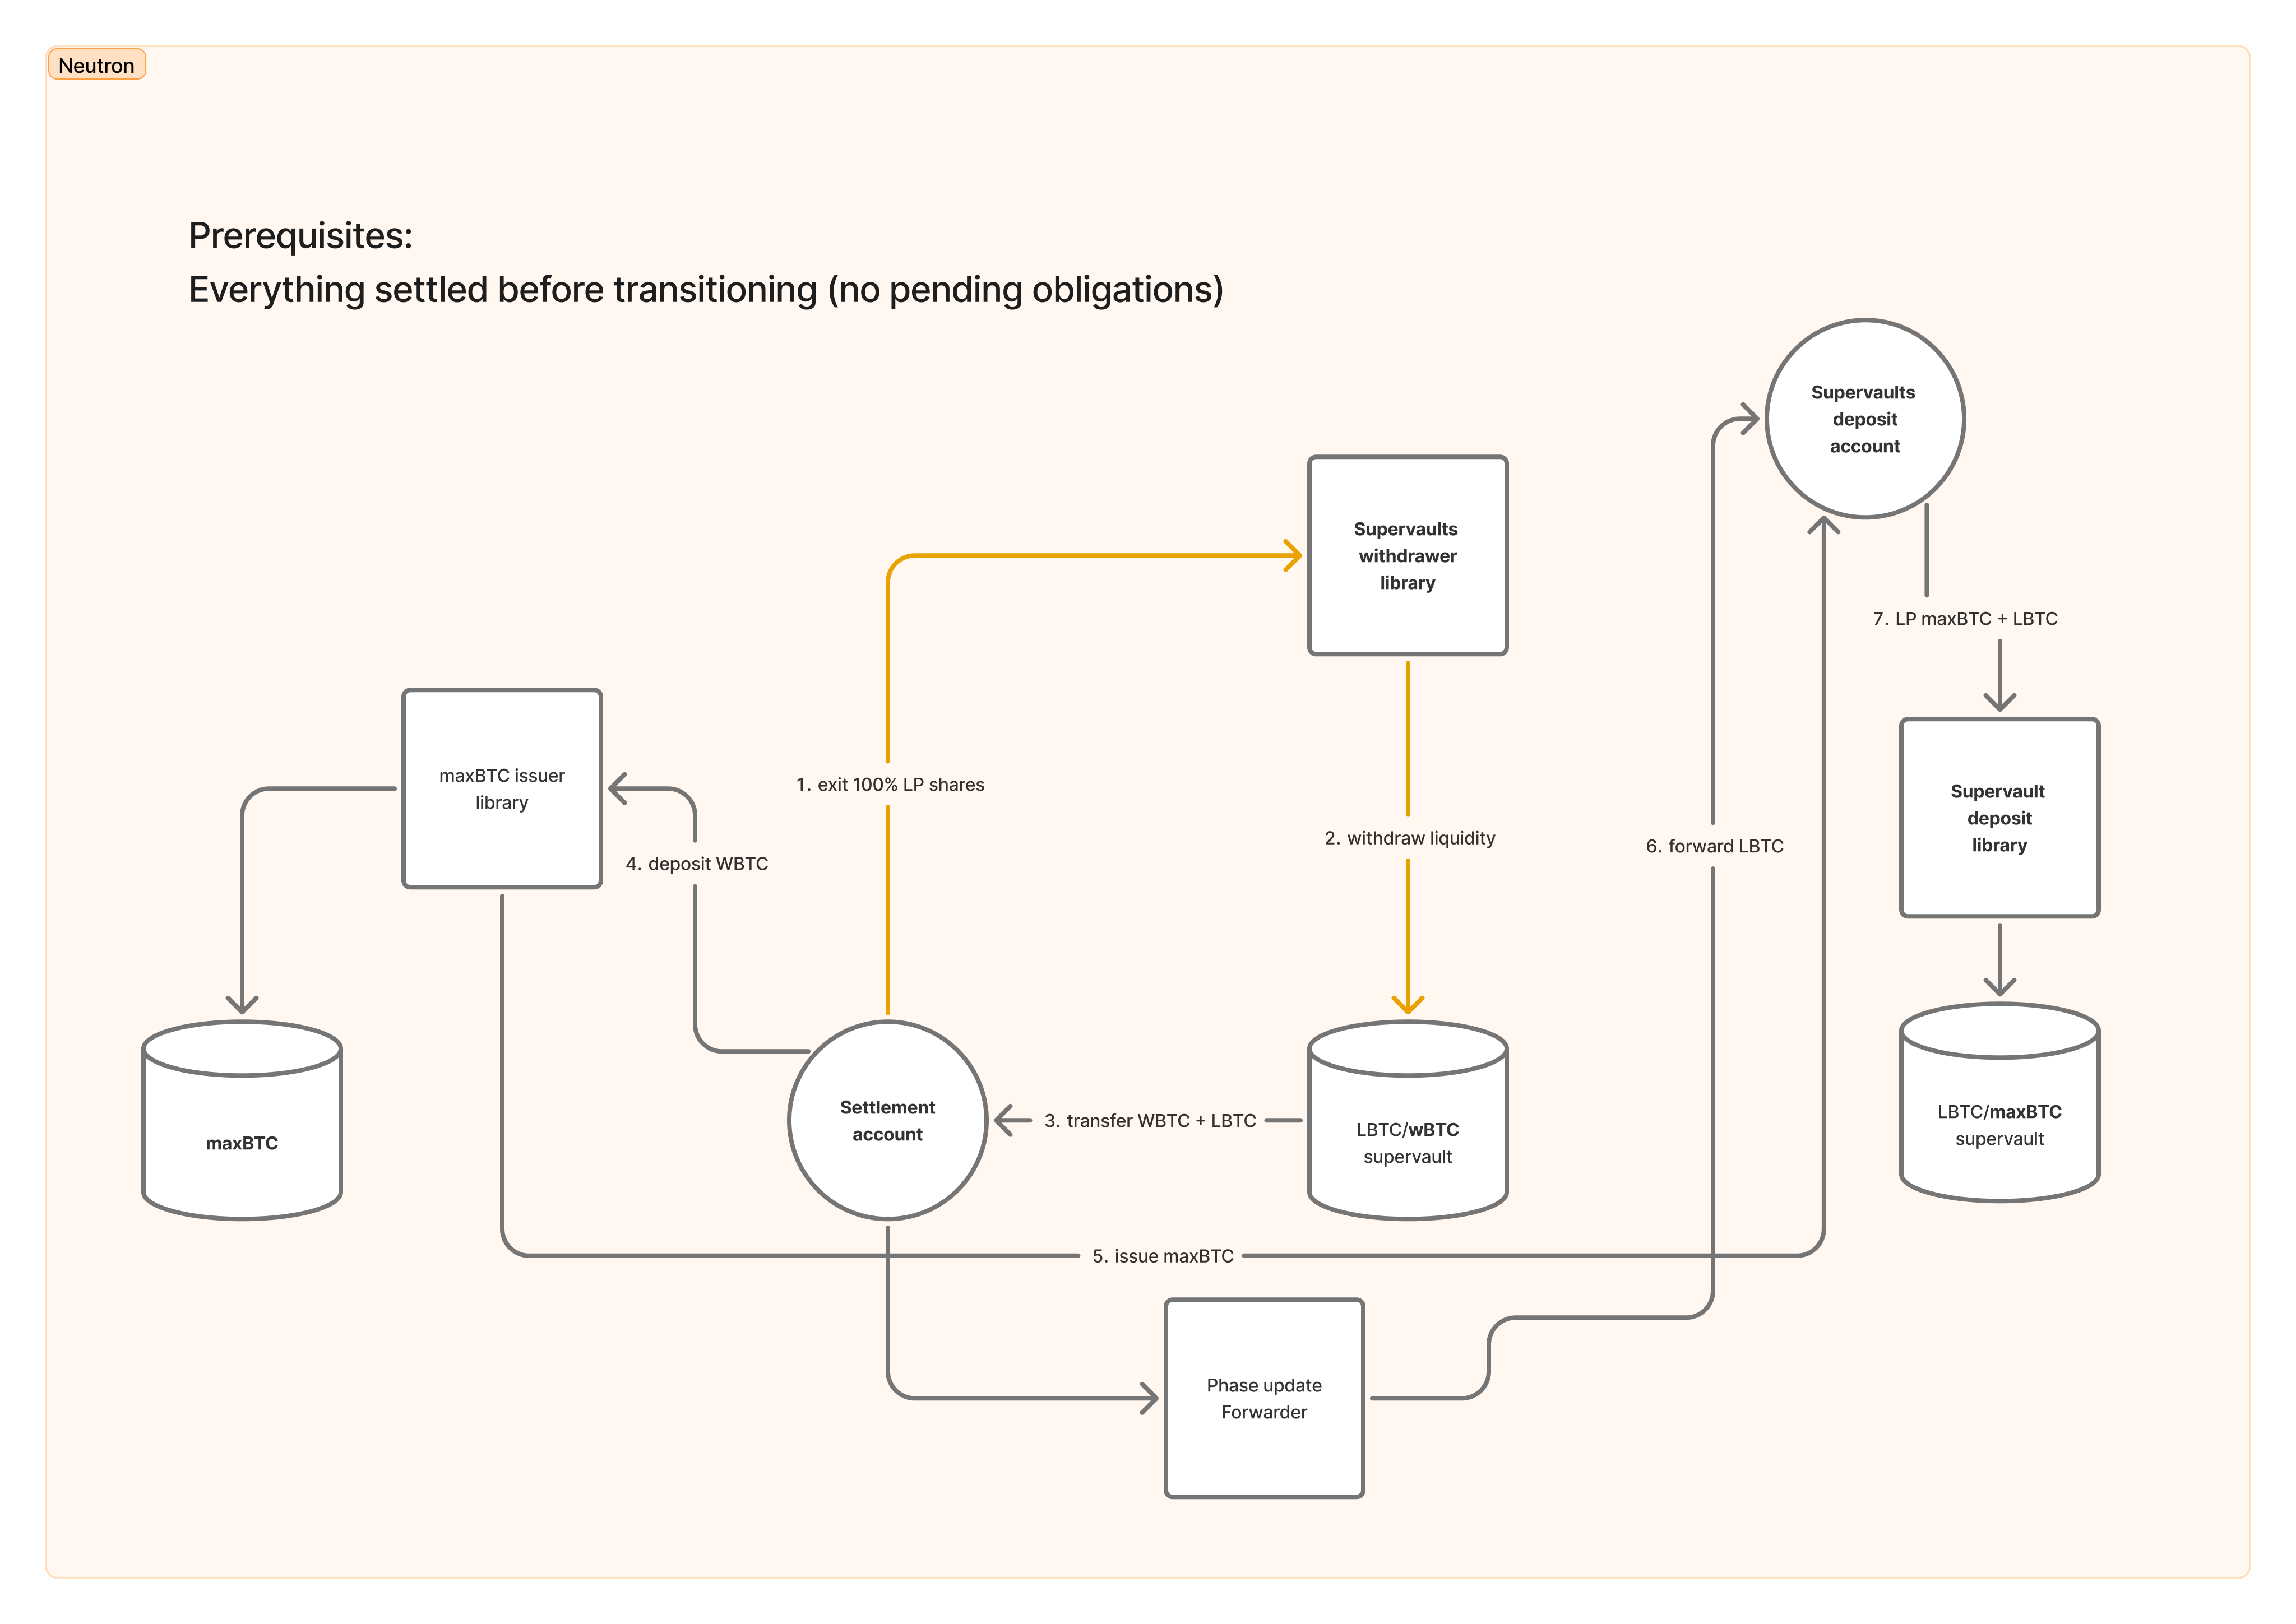 Neutron
Prerequisites:
Everything settled before transitioning (no pending obligations)
Supervaults
deposit
account
Supervaults
withdrawer
library
7. LP maxBTC + LBTC
maxBTC issuer
library
1. exit 100% LP shares
2. withdraw liquidity
6. forward LBTC
Supervault
deposit
library
4. deposit WBTC
Settlement
account
3. transfer WBTC + LBTC
LBTC/wBTC
supervault
LBTC/maxBTC
supervault
maxBTC
5. issue maxBTC
Phase update
Forwarder